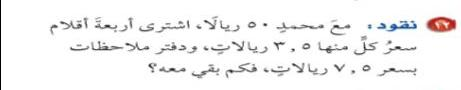 ١٢ نقود: معَ محمدٍ ٥٠ ريالًا، اشترى أربعةَ أقلام
سعرُ كلٍّ منها ٣,٥ ريالاتٍ، ودفتر ملاحظات
بسعر ٧,٥ ريالاتٍ، فكم بقي معه؟